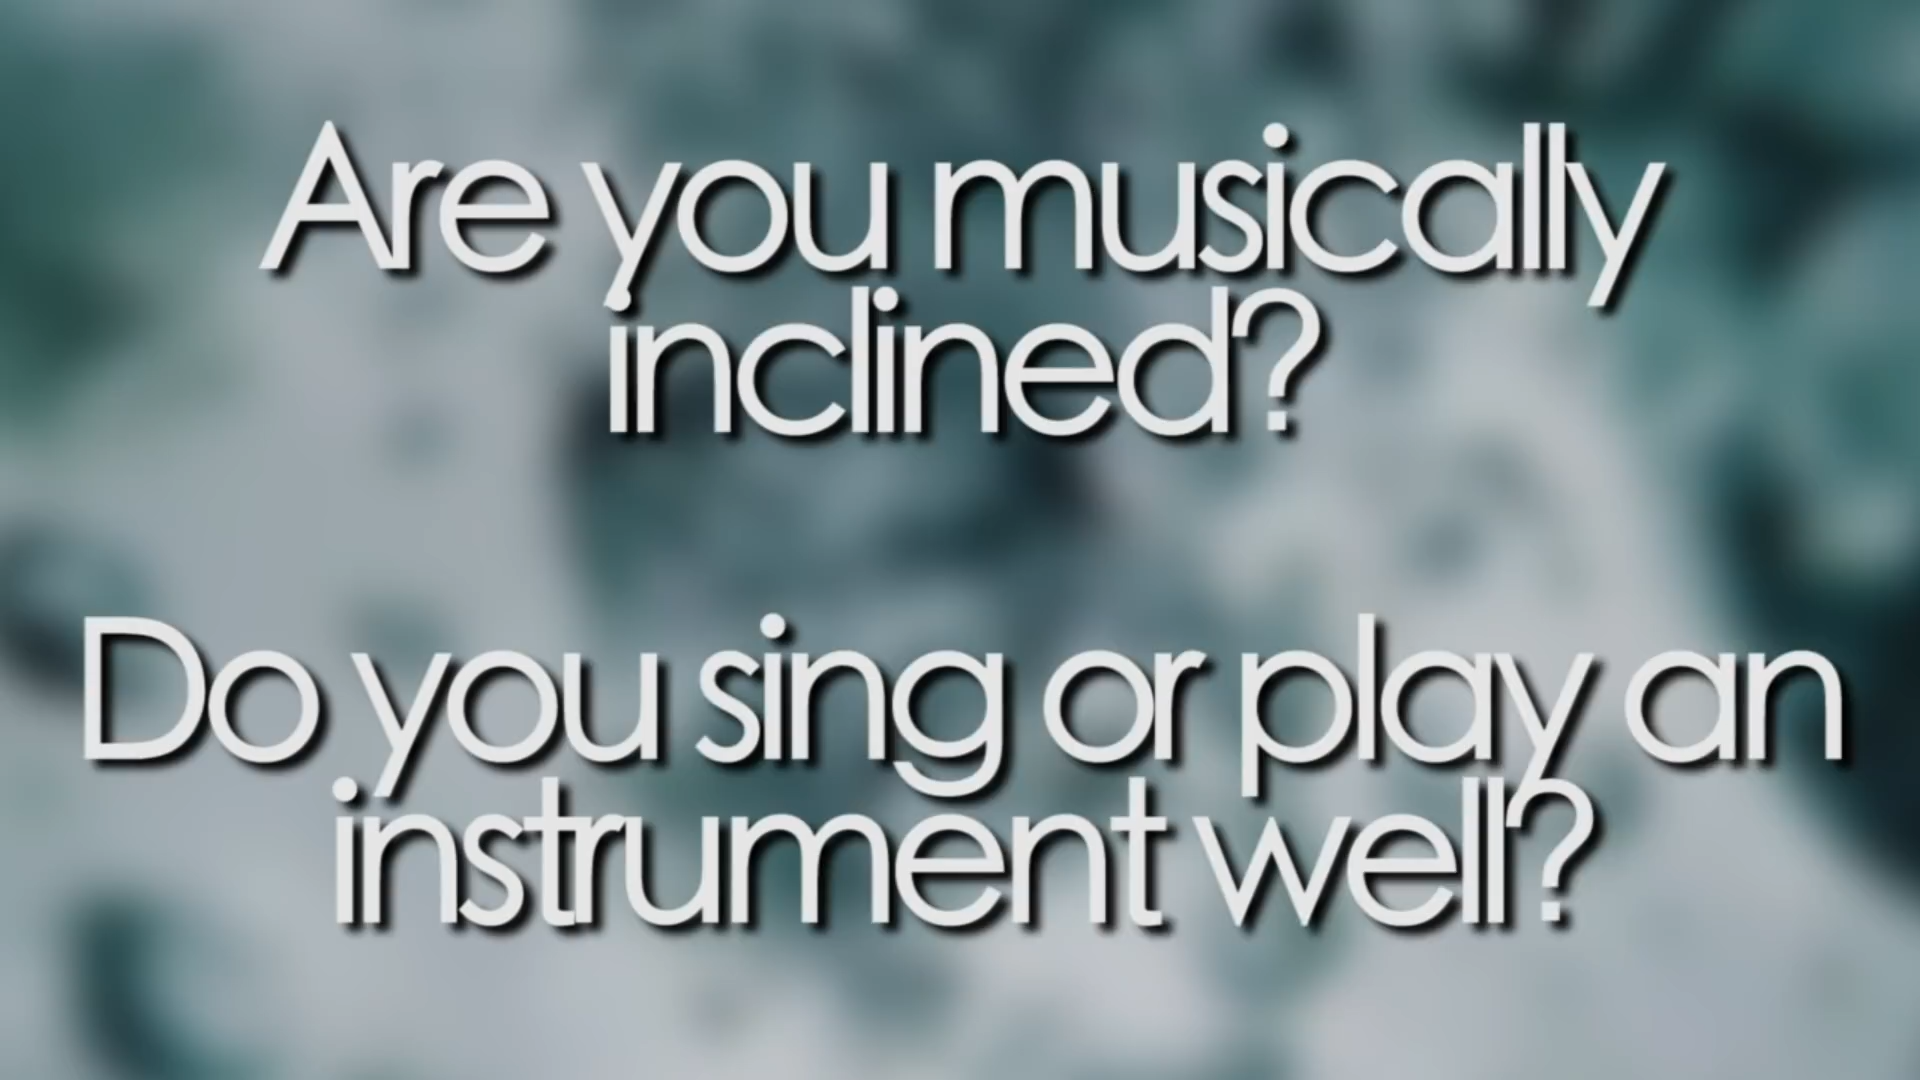 Are you musically
inclined?
Do you sing or play an
instrument well?